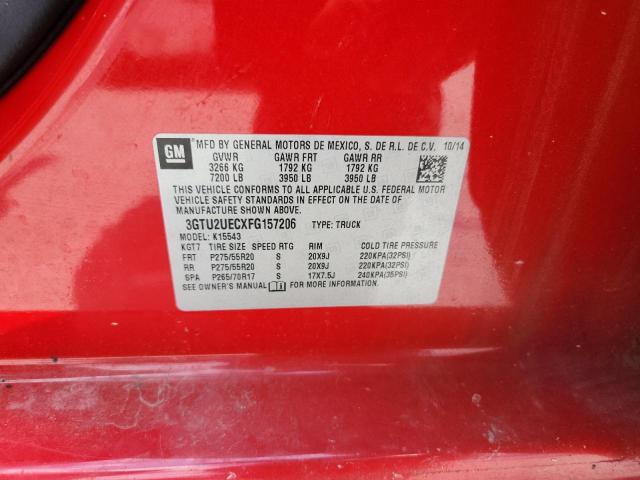 GM
MFD BY GENERAL MOTORS DE MEXICO, S. DE R.L. DE C.V. 10/14
GVWR GAWR FRT GAWR RR
3266 KG 1792 KG 1792 KG
7200 LB 3950 LB 3950 LB
THIS VEHICLE CONFORMS TO ALL APPLICABLE U.S. FEDERAL MOTOR
VEHICLE SAFETY STANDARDS IN EFFECT ON THE DATE OF
MANUFACTURE SHOWN ABOVE.
3GTU2UECXFG157206 TYPE: TRUCK
MODEL: K15543
KGT7 TIRE SIZE SPEED RTG RIM COLD TIRE PRESSURE
FRT P275/55R20 S 20X9J 220KPA(32PSI)
RR P275/55R20 S 20X9J 220KPA(32PSI)
SPA P265/70R17 S 17X7.5J 240KPA(35PSI)
SEE OWNER'S MANUAL FOR MORE INFORMATION.